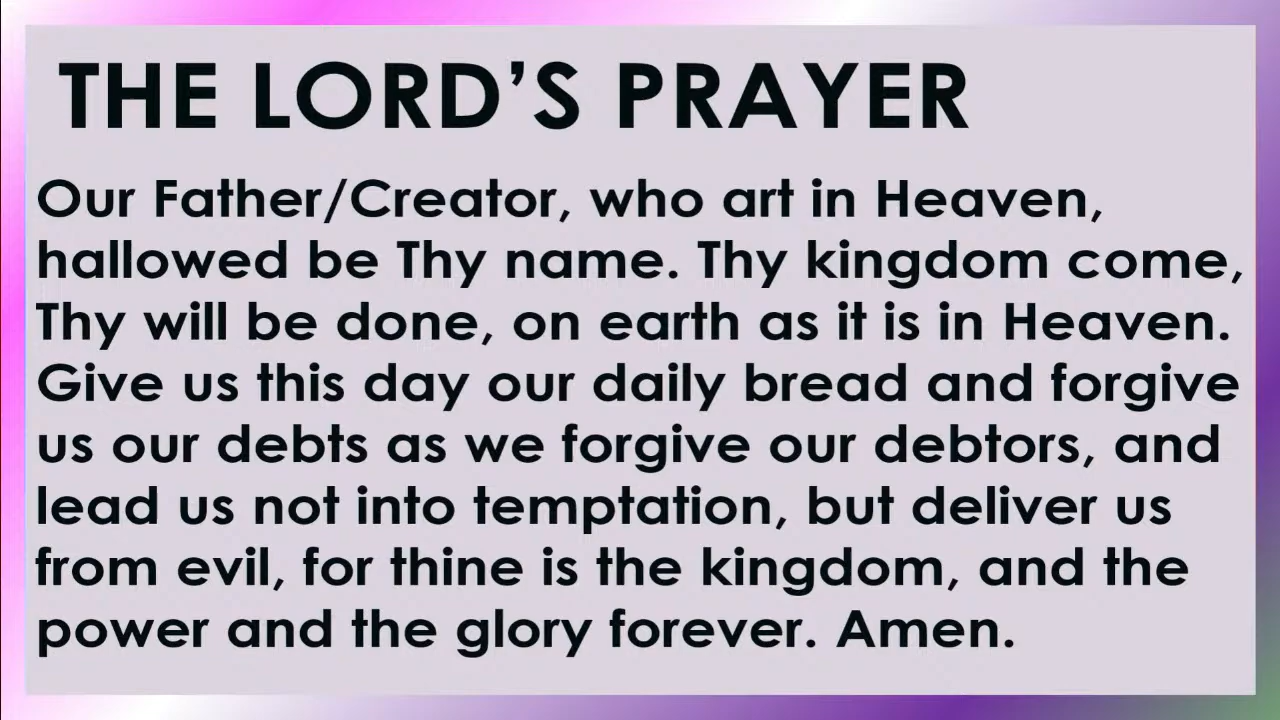 THE LORD’S PRAYER
Our Father/Creator, who art in Heaven,
hallowed be Thy name. Thy kingdom come,
Thy will be done, on earth as it is in Heaven.
Give us this day our daily bread and forgive
us our debts as we forgive our debtors, and
lead us not into temptation, but deliver us
from evil, for thine is the kingdom, and the
power and the glory forever. Amen.